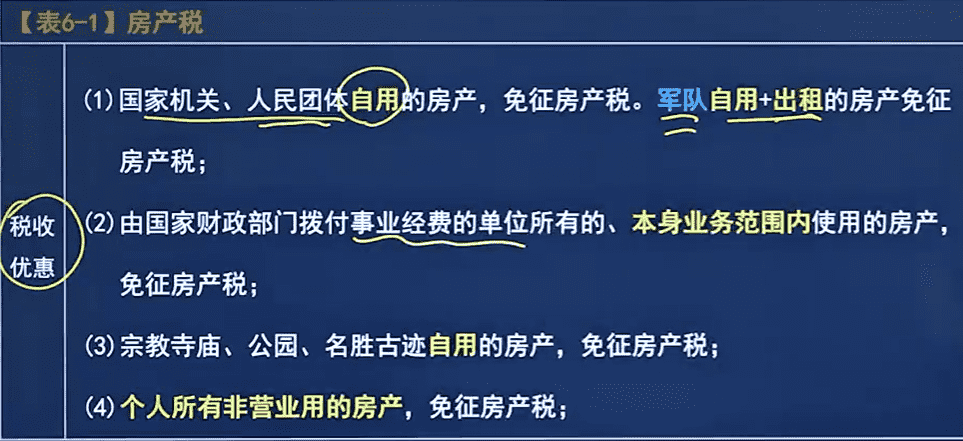 【表6-1】房产税
(1)国家机关、人民团体自用的房产，免征房产税。军队自用+出租的房产免征
房产税；
税收
优惠
(2)由国家财政部门拨付事业经费的单位所有的、本身业务范围内使用的房产，
免征房产税；
(3)宗教寺庙、公园、名胜古迹自用的房产，免征房产税；
(4)个人所有非营业用的房产，免征房产税；